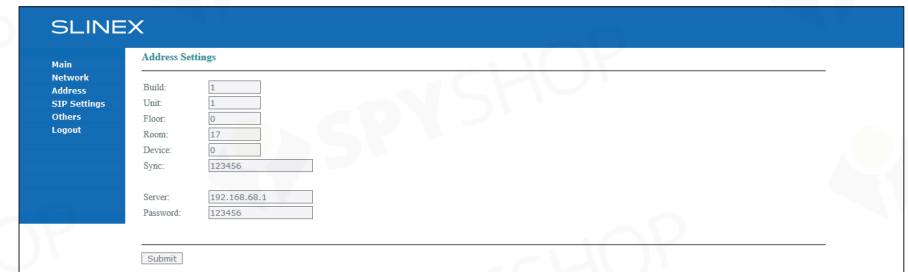 SLINEX
Main
Network
Address
SIP Settings
Others
Logout
Address Settings
Build: 1
Unit: 1
Floor: 0
Room: 17
Device: 0
Sync: 123456
Server: 192.168.68.1
Password: 123456
Submit
SPYSHOP
SPYSHOP